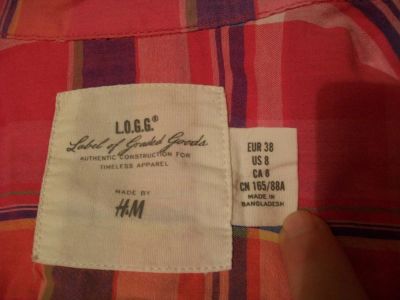 L.O.G.G.®
Label of Graded Goods
AUTHENTIC CONSTRUCTION FOR
TIMELESS APPAREL
MADE BY
H&M
EUR 38
US 8
CA 8
CN 165/88A
MADE IN
BANGLADESH